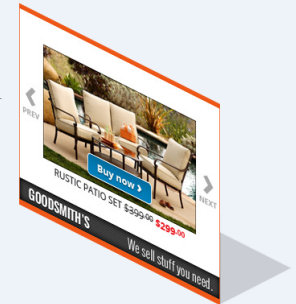 PREV
Buy now >
NEXT
RUSTIC PATIO SET $399.00 $299.00
GOODSMITH'S
We sell stuff you need.